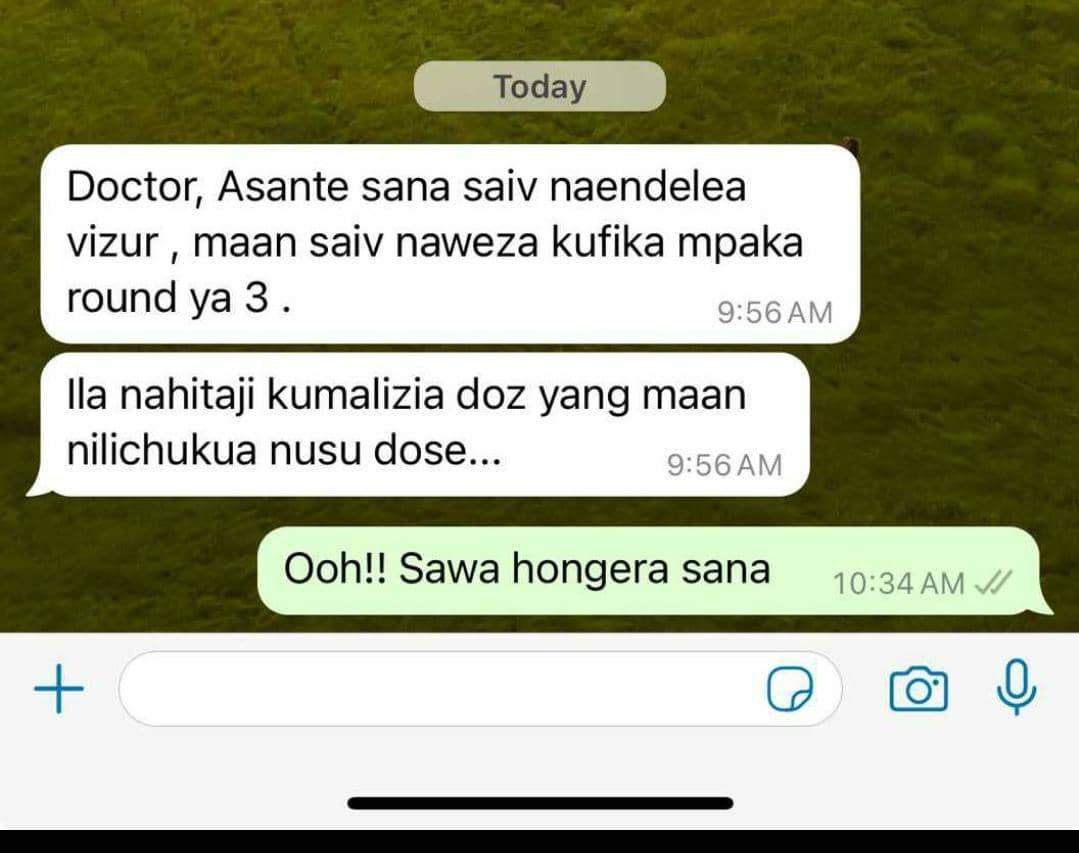 Today
Doctor, Asante sana saiv naendelea
vizur , maan saiv naweza kufika mpaka
round ya 3 .
9:56 AM
Ila nahitaji kumalizia doz yang maan
nilichukua nusu dose...
9:56 AM
Ooh!! Sawa hongera sana
10:34 AM